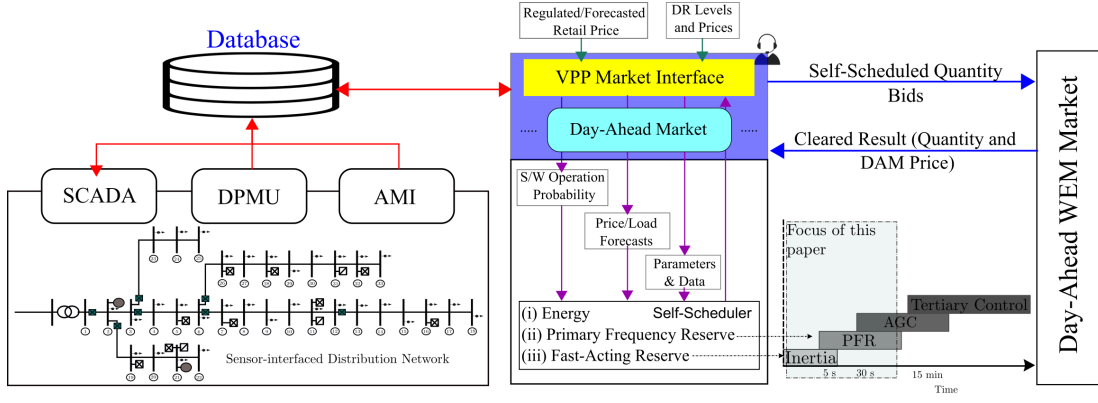 Database
SCADA
DPMU
AMI
Sensor-interfaced Distribution Network
Regulated/Forecasted
Retail Price
DR Levels
and Prices
VPP Market Interface
.....
Day-Ahead Market
.....
S/W Operation
Probability
Price/Load
Forecasts
Parameters
& Data
(i) Energy
Self-Scheduler
(ii) Primary Frequency Reserve
(iii) Fast-Acting Reserve
Self-Scheduled Quantity
Bids
Cleared Result (Quantity and
DAM Price)
Focus of this
paper
Tertiary Control
AGC
PFR
Inertia
5 s
30 s
15 min
Time
Day-Ahead WEM Market